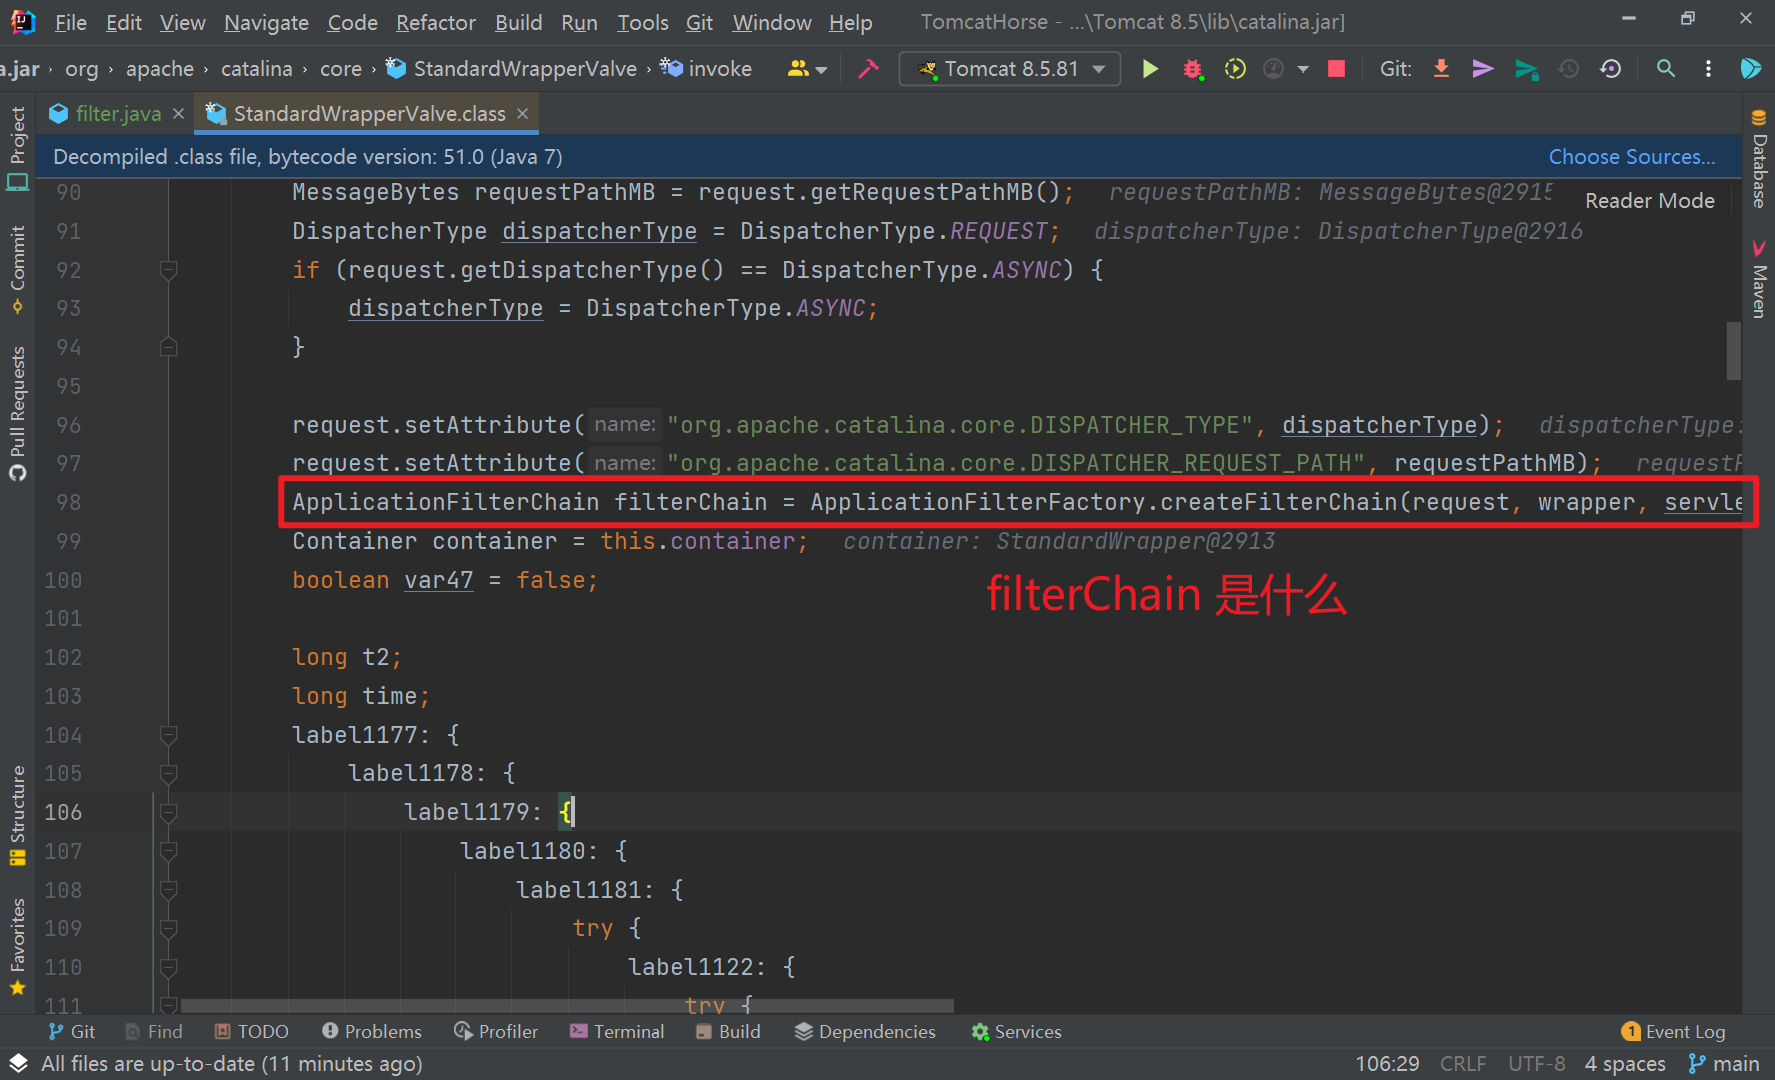 File Edit View Navigate Code Refactor Build Run Tools Git Window Help TomcatHorse - ...\Tomcat 8.5\lib\catalina.jar]
a.jar › org › apache › catalina › core › StandardWrapperValve › invoke Tomcat 8.5.81 Git:
filter.java StandardWrapperValve.class
Decompiled .class file, bytecode version: 51.0 (Java 7) Choose Sources...
Reader Mode
90 MessageBytes requestPathMB = request.getRequestPathMB(); requestPathMB: MessageBytes@2915
91 DispatcherType dispatcherType = DispatcherType.REQUEST; dispatcherType: DispatcherType@2916
92 if (request.getDispatcherType() == DispatcherType.ASYNC) {
93 dispatcherType = DispatcherType.ASYNC;
94 }
95
96 request.setAttribute( name: "org.apache.catalina.core.DISPATCHER_TYPE", dispatcherType); dispatcherType:
97 request.setAttribute( name: "org.apache.catalina.core.DISPATCHER_REQUEST_PATH", requestPathMB); requestP
98 ApplicationFilterChain filterChain = ApplicationFilterFactory.createFilterChain(request, wrapper, servle
99 Container container = this.container; container: StandardWrapper@2913
100 boolean var47 = false;
filterChain 是什么
101
102 long t2;
103 long time;
104 label1177: {
105 label1178: {
106 label1179: {
107 label1180: {
108 label1181: {
109 try {
110 label1122: {
111 try {
Project
Commit
Pull Requests
Structure
Favorites
Database
Maven
Git Find TODO Problems Profiler Terminal Build Dependencies Services 1 Event Log
All files are up-to-date (11 minutes ago) 106:29 CRLF UTF-8 4 spaces main